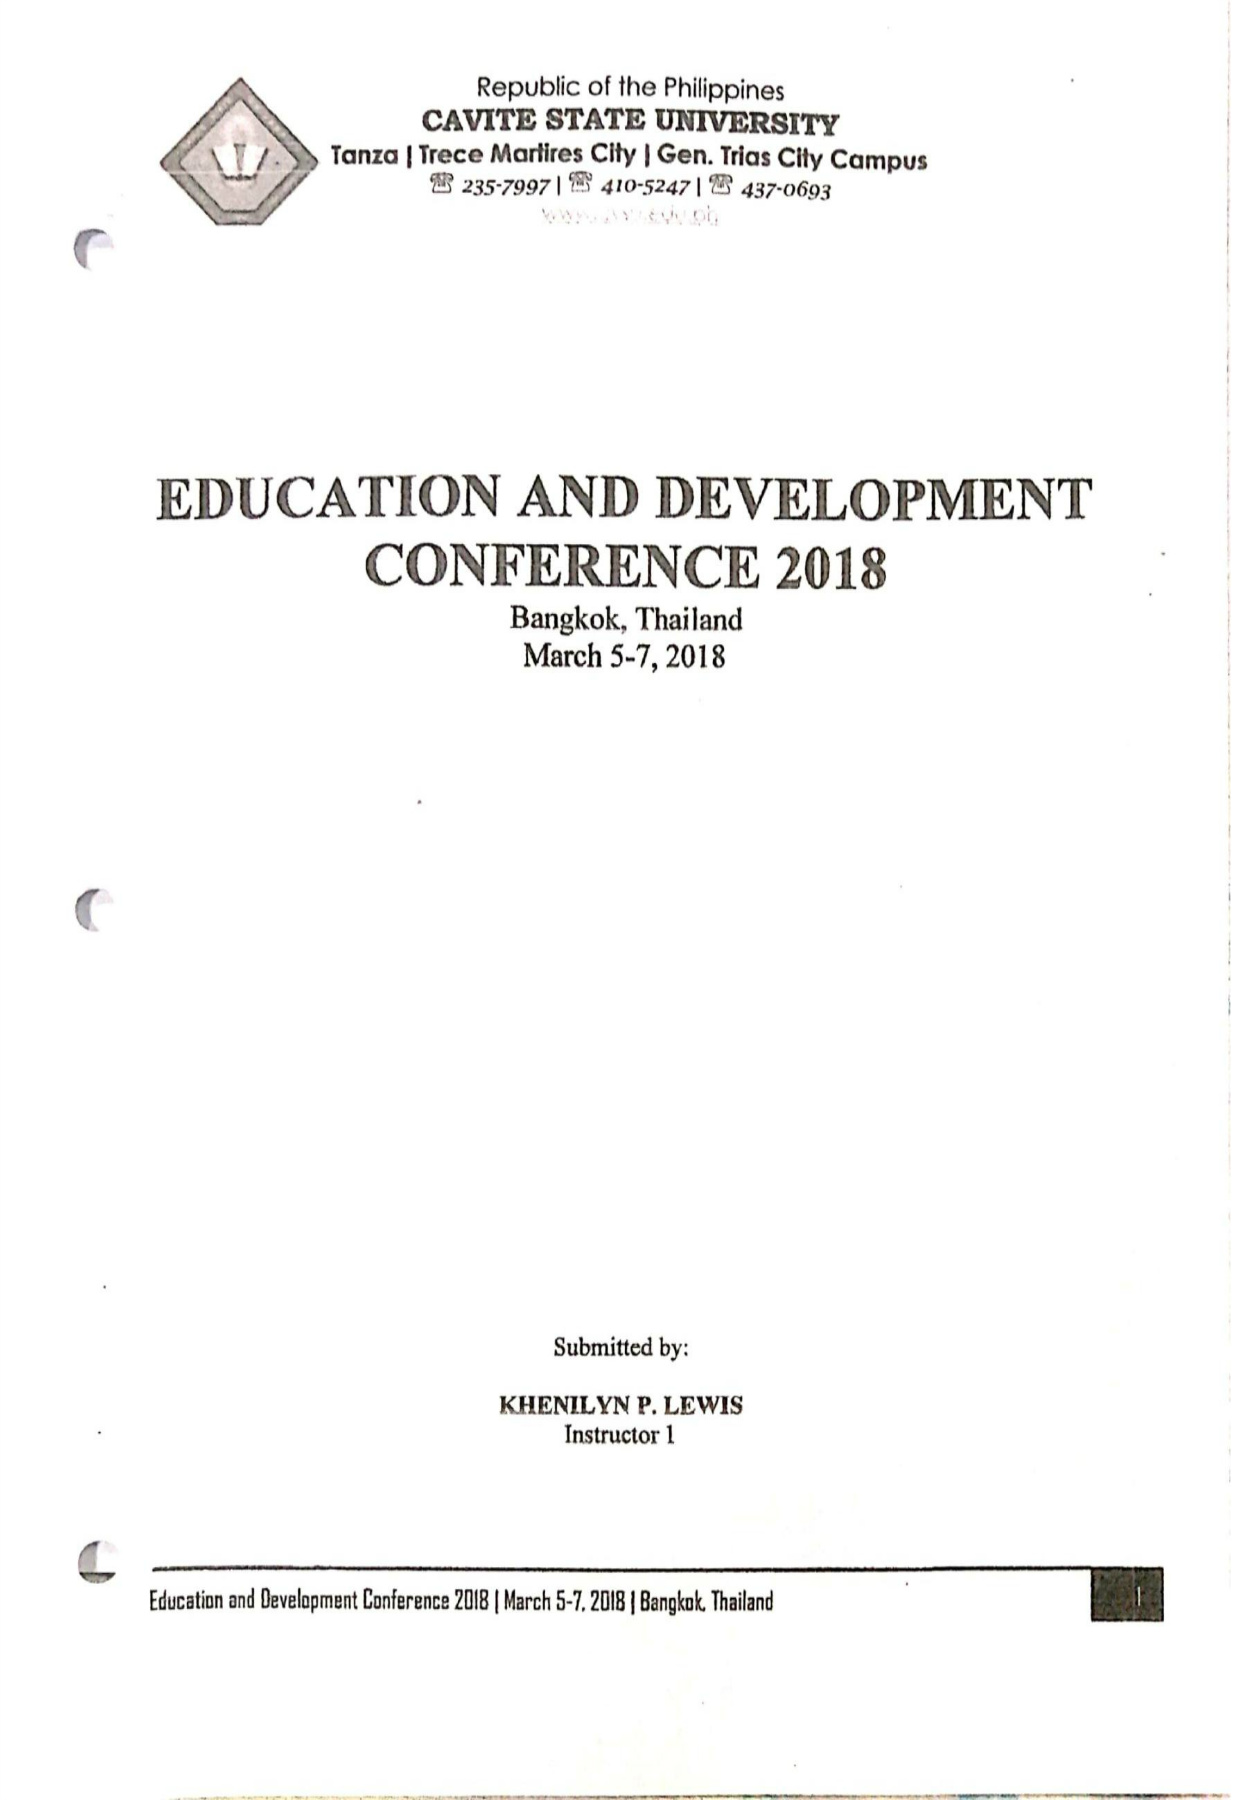 Republic of the Philippines
CAVITE STATE UNIVERSITY
Tanza | Trece Martires City | Gen. Trias City Campus
☎ 235-7997 | ☎ 410-5247 | ☎ 437-0693
EDUCATION AND DEVELOPMENT
CONFERENCE 2018
Bangkok, Thailand
March 5-7, 2018
Submitted by:
KHENILYN P. LEWIS
Instructor 1
Education and Development Conference 2018 | March 5-7, 2018 | Bangkok, Thailand
1